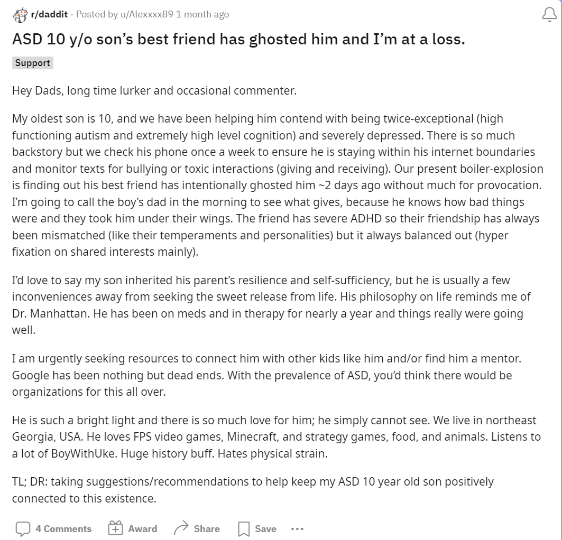 r/daddit · Posted by u/Alexxxx89 1 month ago
ASD 10 y/o son's best friend has ghosted him and I'm at a loss.
Support
Hey Dads, long time lurker and occasional commenter.
My oldest son is 10, and we have been helping him contend with being twice-exceptional (high
functioning autism and extremely high level cognition) and severely depressed. There is so much
backstory but we check his phone once a week to ensure he is staying within his internet boundaries
and monitor texts for bullying or toxic interactions (giving and receiving). Our present boiler-explosion
is finding out his best friend has intentionally ghosted him ~2 days ago without much for provocation.
I'm going to call the boy's dad in the morning to see what gives, because he knows how bad things
were and they took him under their wings. The friend has severe ADHD so their friendship has always
been mismatched (like their temperaments and personalities) but it always balanced out (hyper
fixation on shared interests mainly).
I'd love to say my son inherited his parent's resilience and self-sufficiency, but he is usually a few
inconveniences away from seeking the sweet release from life. His philosophy on life reminds me of
Dr. Manhattan. He has been on meds and in therapy for nearly a year and things really were going
well.
I am urgently seeking resources to connect him with other kids like him and/or find him a mentor.
Google has been nothing but dead ends. With the prevalence of ASD, you'd think there would be
organizations for this all over.
He is such a bright light and there is so much love for him; he simply cannot see. We live in northeast
Georgia, USA. He loves FPS video games, Minecraft, and strategy games, food, and animals. Listens to
a lot of BoyWithUke. Huge history buff. Hates physical strain.
TL; DR: taking suggestions/recommendations to help keep my ASD 10 year old son positively
connected to this existence.
4 Comments Award Share Save ...